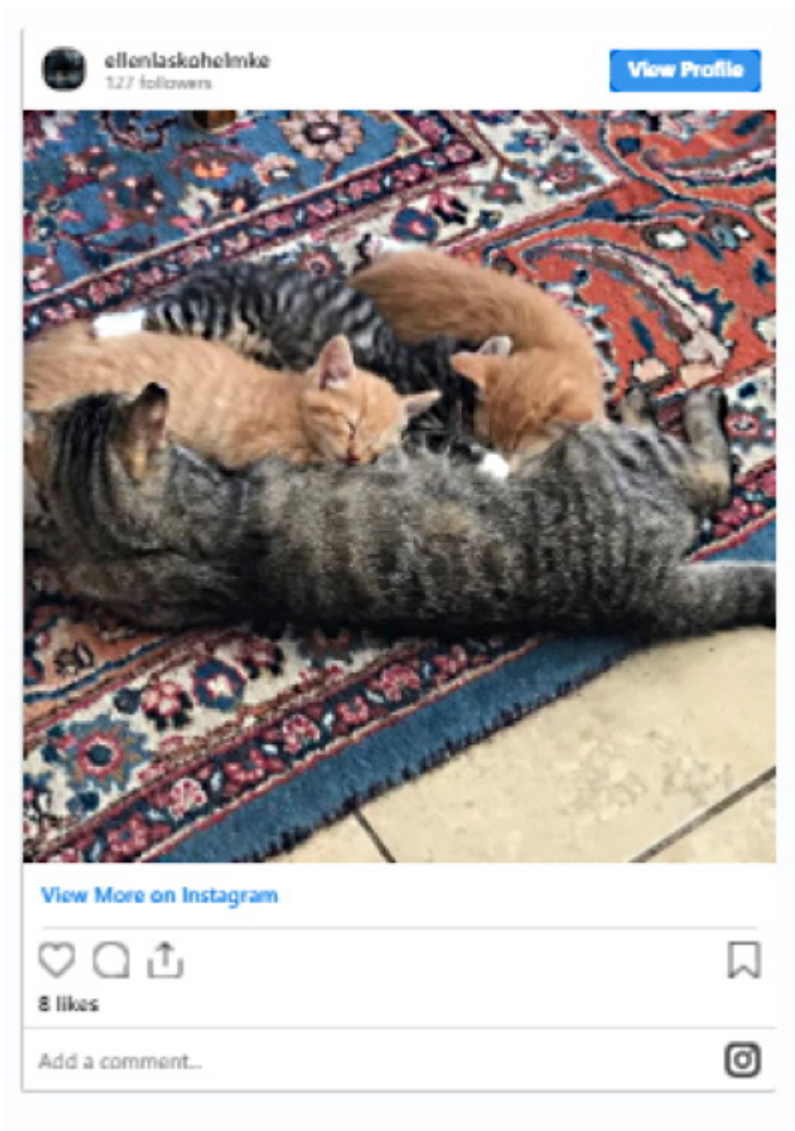 ellenlaskohelmke
127 followers
View Profile
View More on Instagram
8 likes
Add a comment...